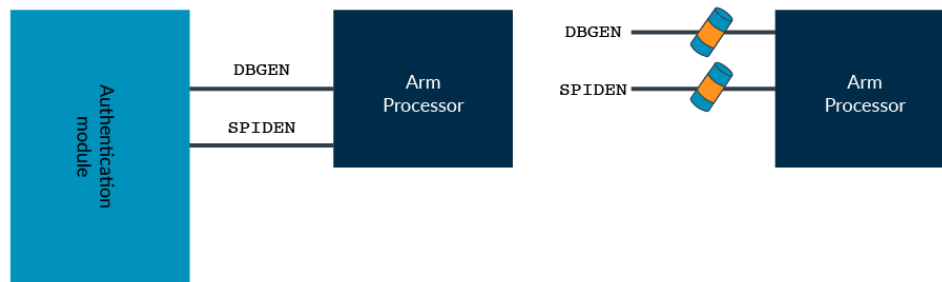 Authentication
module
DBGEN
SPIDEN
Arm
Processor
DBGEN
SPIDEN
Arm
Processor